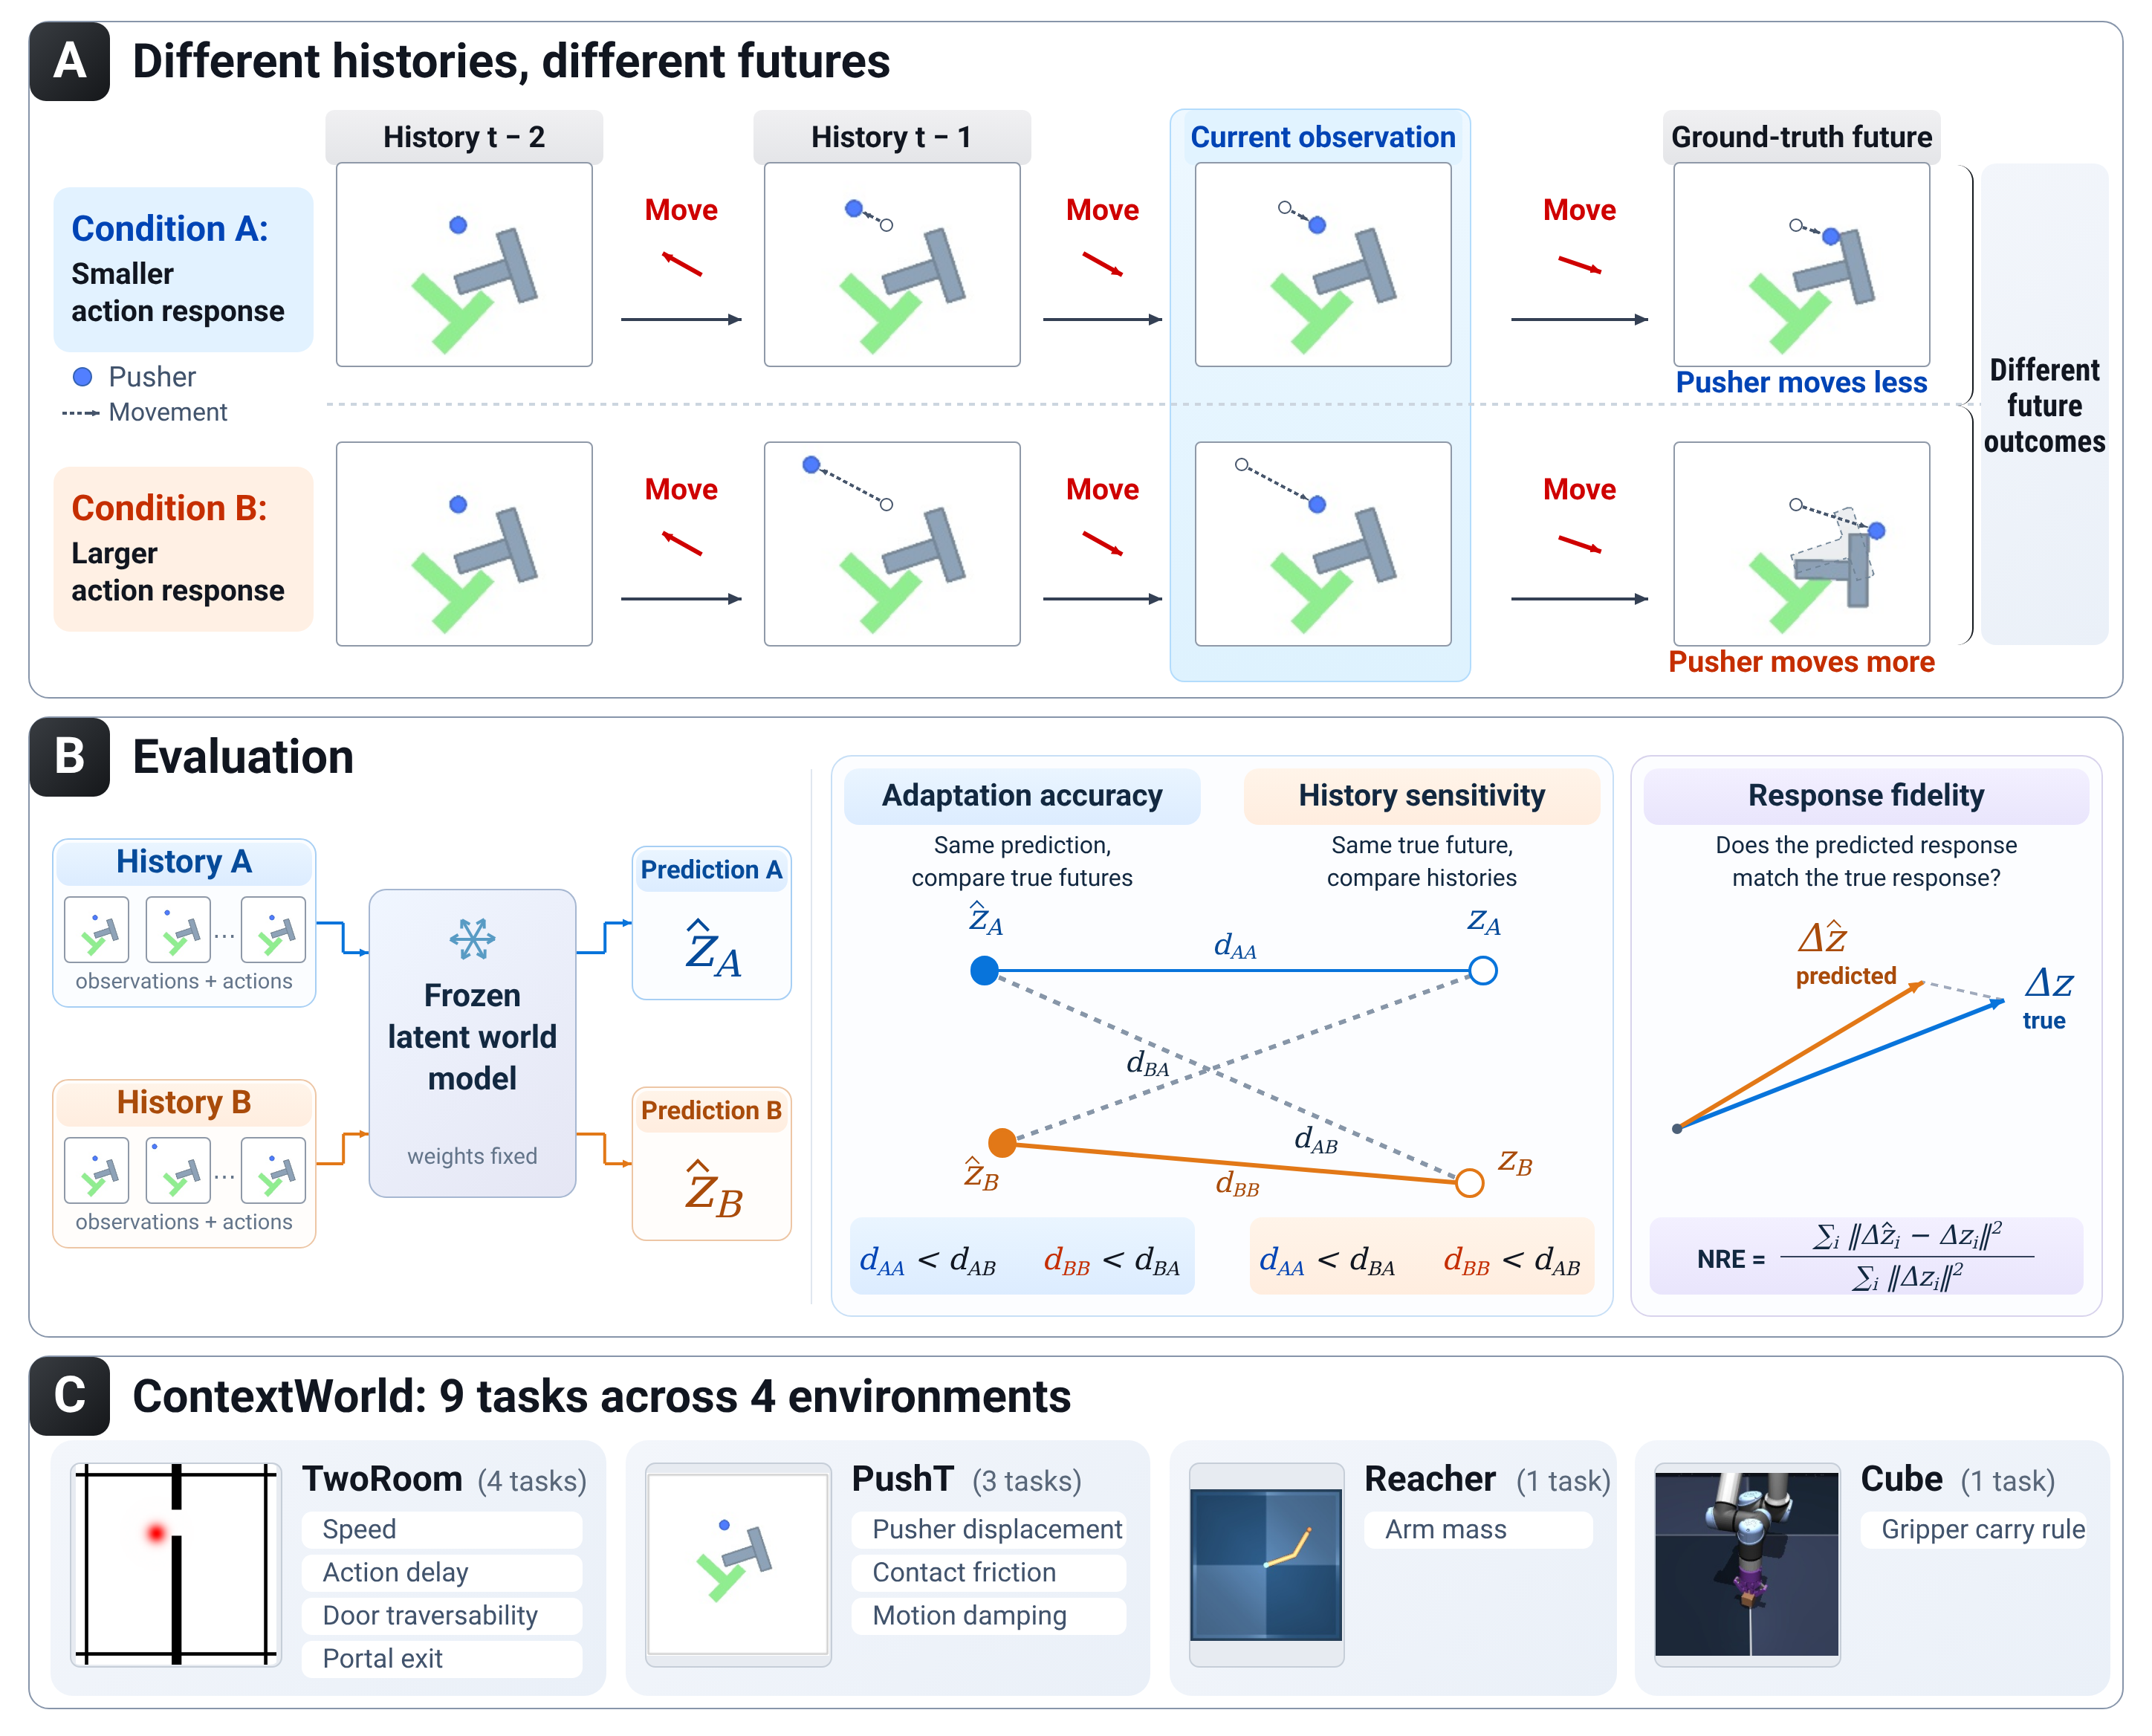 A
Different histories, different futures
History t − 2
History t − 1
Current observation
Ground-truth future
Condition A:
Smaller
action response
Move
Move
Move
Pusher
Movement
Pusher moves less
Different
future
outcomes
Condition B:
Larger
action response
Move
Move
Move
Pusher moves more
B
Evaluation
History A
...
observations + actions
History B
...
observations + actions
Frozen
latent world
model
weights fixed
Prediction A
ẑ_A
Prediction B
ẑ_B
Adaptation accuracy
Same prediction,
compare true futures
History sensitivity
Same true future,
compare histories
ẑ_A
z_A
d_AA
d_BA
d_AB
ẑ_B
d_BB
z_B
d_AA < d_AB d_BB < d_BA
d_AA < d_BA d_BB < d_AB
Response fidelity
Does the predicted response
match the true response?
Δẑ
predicted
Δz
true
NRE = ∑_i ‖Δẑ_i − Δz_i‖² / ∑_i ‖Δz_i‖²
C
ContextWorld: 9 tasks across 4 environments
TwoRoom (4 tasks)
Speed
Action delay
Door traversability
Portal exit
PushT (3 tasks)
Pusher displacement
Contact friction
Motion damping
Reacher (1 task)
Arm mass
Cube (1 task)
Gripper carry rule